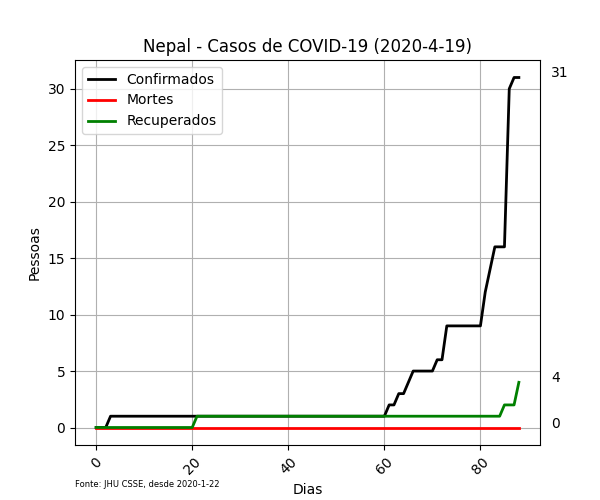 Nepal - Casos de COVID-19 (2020-4-19)
Confirmados
Mortes
Recuperados
31
4
0
Pessoas
30
25
20
15
10
5
0
0
20
40
60
80
Dias
Fonte: JHU CSSE, desde 2020-1-22